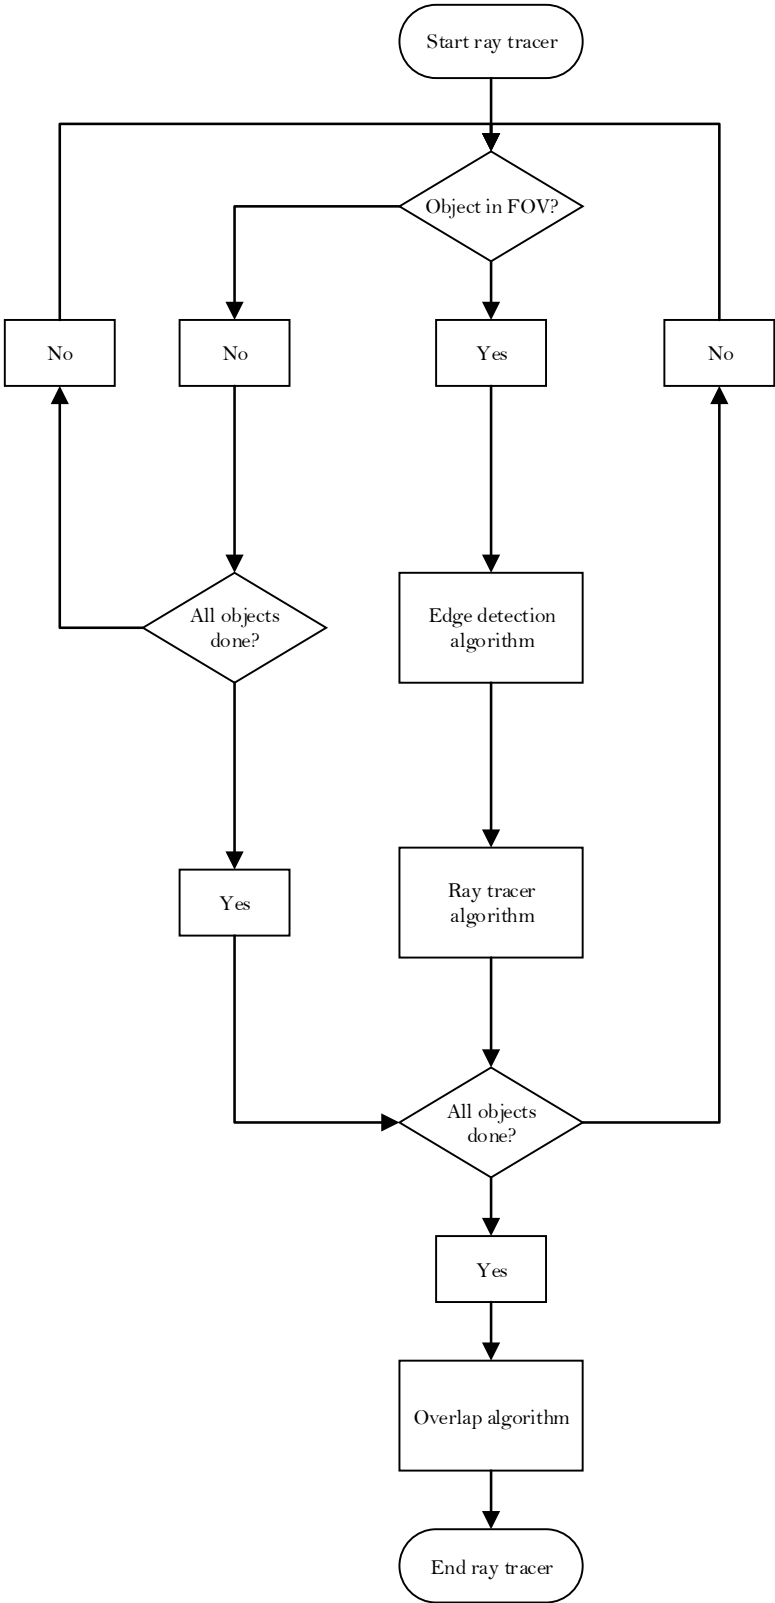 Start ray tracer
Object in FOV?
No
No
Yes
No
All objects
done?
Edge detection
algorithm
Yes
Ray tracer
algorithm
All objects
done?
Yes
Overlap algorithm
End ray tracer